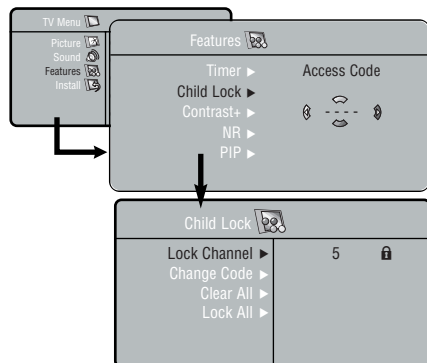 TV Menu
Picture
Sound
Features
Install
Features
Timer
Access Code
Child Lock
Contrast+
- - - -
NR
PIP
Child Lock
Lock Channel
5
Change Code
Clear All
Lock All